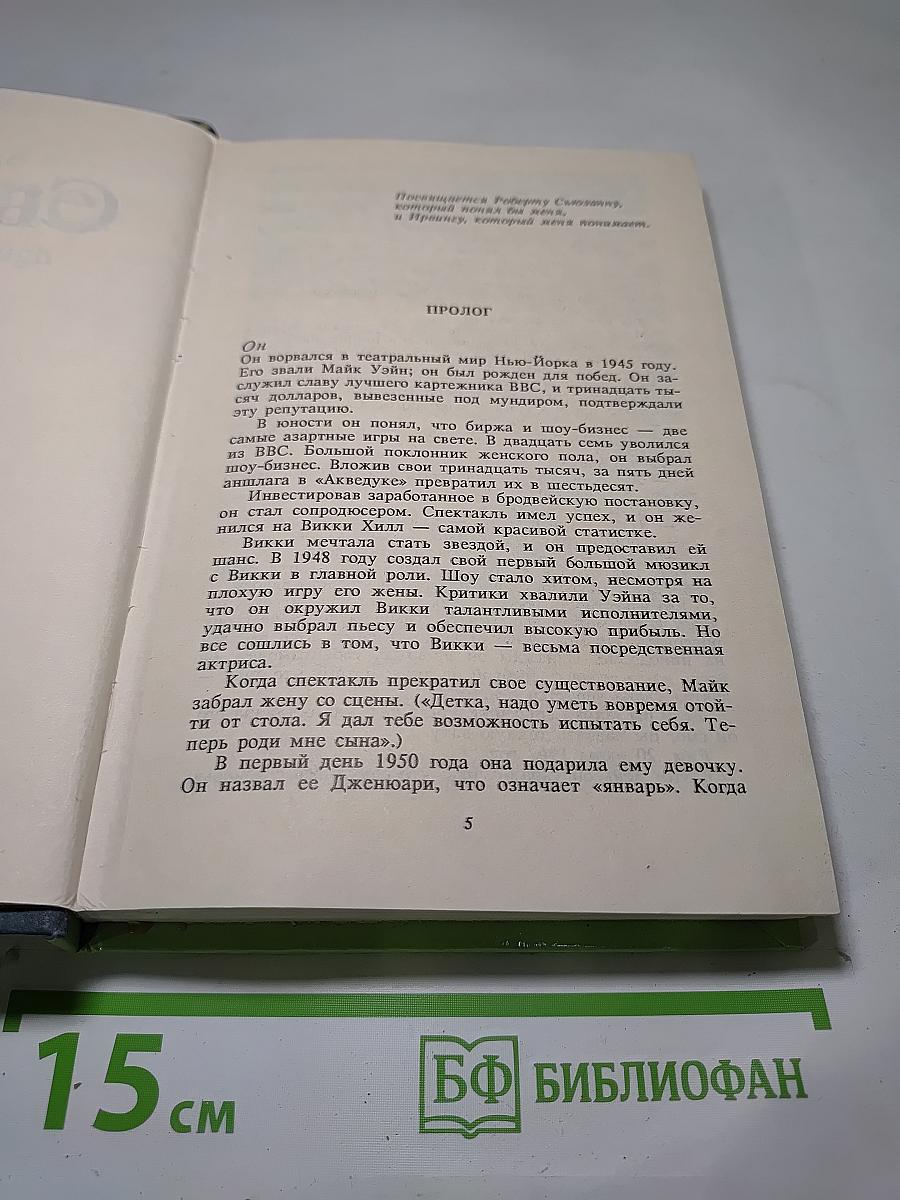 Посвящается Роберту
который понял бы меня,
и Ирвингу, который меня понимает.
ПРОЛОГ
Он
Он ворвался в театральный мир Нью-Йорка в 1945 году.
Его звали Майк Уэйн; он был рожден для побед. Он за-
служил славу лучшего картежника ВВС, и тринадцать ты-
сяч долларов, вывезенные под мундиром, подтверждали
эту репутацию.
В юности он понял, что биржа и шоу-бизнес — две
самые азартные игры на свете. В двадцать семь уволился
из ВВС. Большой поклонник женского пола, он выбрал
шоу-бизнес. Вложив свои тринадцать тысяч, за пять дней
аншлага в «Акведуке» превратил их в шестьдесят.
Инвестировав заработанное в бродвейскую постановку,
он стал сопродюсером. Спектакль имел успех, и он же-
нился на Викки Хилл — самой красивой статистке.
Викки мечтала стать звездой, и он предоставил ей
шанс. В 1948 году создал свой первый большой мюзикл
с Викки в главной роли. Шоу стало хитом, несмотря на
плохую игру его жены. Критики хвалили Уэйна за то,
что он окружил Викки талантливыми исполнителями,
удачно выбрал пьесу и обеспечил высокую прибыль. Но
все сошлись в том, что Викки — весьма посредственная
актриса.
Когда спектакль прекратил свое существование, Майк
забрал жену со сцены. («Детка, надо уметь вовремя отой-
ти от стола. Я дал тебе возможность испытать себя. Те-
перь роди мне сына».)
В первый день 1950 года она подарила ему девочку.
Он назвал ее Дженюари, что означает «январь». Когда
5
15 см
БФ БИБЛИОФАН